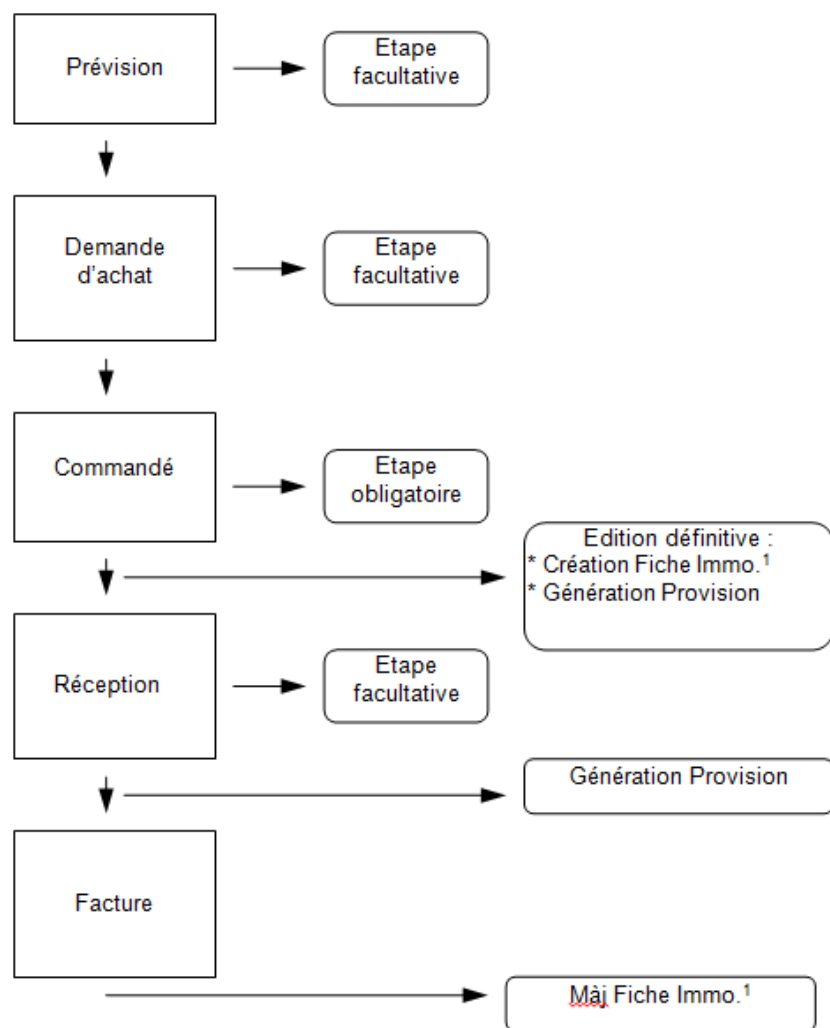 Prévision
Etape
facultative
Demande
d'achat
Etape
facultative
Commandé
Etape
obligatoire
Edition définitive :
* Création Fiche Immo.¹
* Génération Provision
Réception
Etape
facultative
Génération Provision
Facture
Màj Fiche Immo.¹